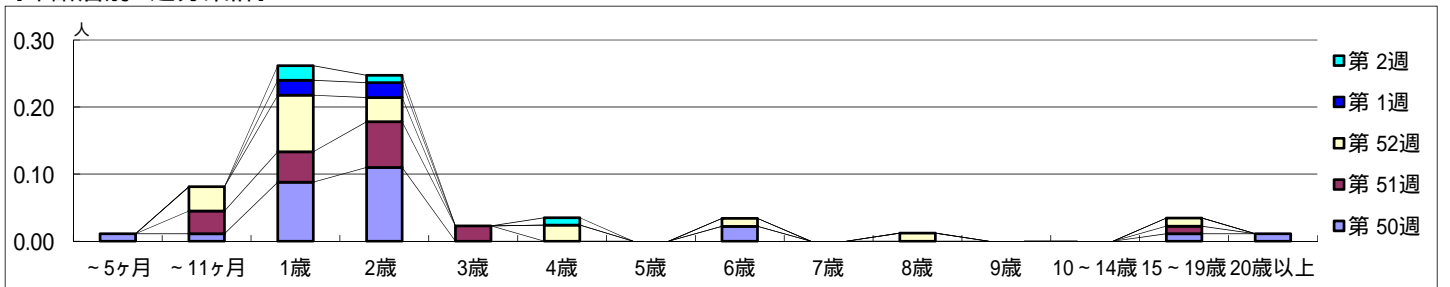 人
0.30
0.20
0.10
0.00
~5ヶ月 ~11ヶ月 1歳 2歳 3歳 4歳 5歳 6歳 7歳 8歳 9歳 10~14歳 15~19歳 20歳以上
第 2週
第 1週
第 52週
第 51週
第 50週